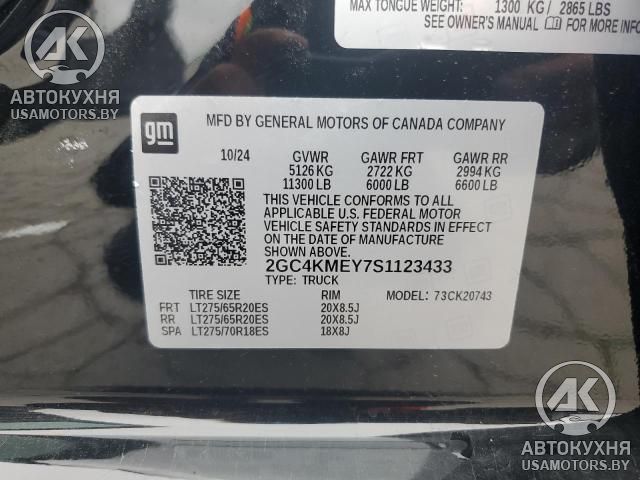 MAX TONGUE WEIGHT: 1300 KG / 2865 LBS
SEE OWNER'S MANUAL FOR MORE INFO
AK
АВТОКУХНЯ
USAMOTORS.BY
gm
MFD BY GENERAL MOTORS OF CANADA COMPANY
10/24 GVWR GAWR FRT GAWR RR
5126 KG 2722 KG 2994 KG
11300 LB 6000 LB 6600 LB
THIS VEHICLE CONFORMS TO ALL
APPLICABLE U.S. FEDERAL MOTOR
VEHICLE SAFETY STANDARDS IN EFFECT
ON THE DATE OF MANUFACTURE SHOWN
ABOVE.
2GC4KMEY7S1123433
TYPE: TRUCK
TIRE SIZE RIM MODEL: 73CK20743
FRT LT275/65R20ES 20X8.5J
RR LT275/65R20ES 20X8.5J
SPA LT275/70R18ES 18X8J
AK
АВТОКУХНЯ
USAMOTORS.BY